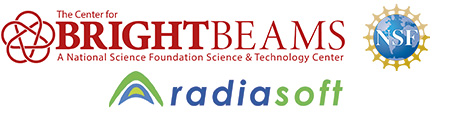 The Center for
BRIGHTBEAMS
A National Science Foundation Science & Technology Center
NSF
radiasoft